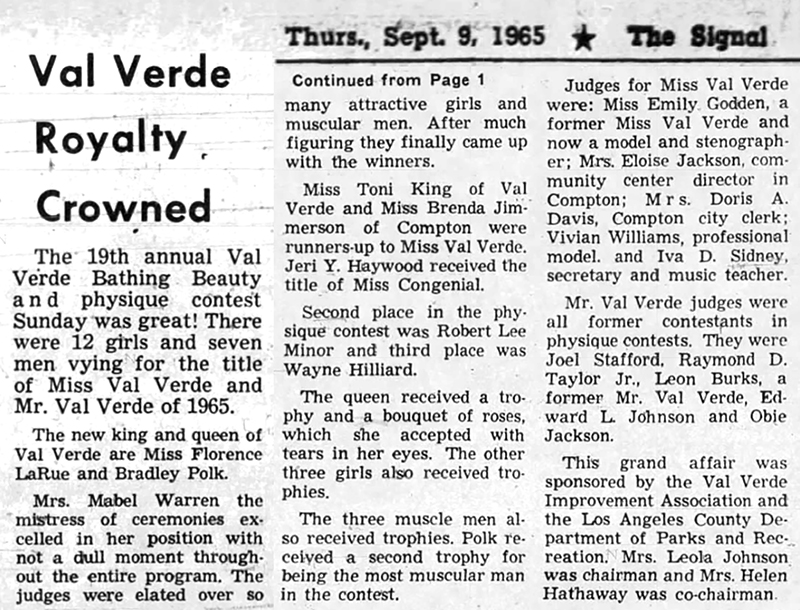 Val Verde
Royalty
Crowned
The 19th annual Val
Verde Bathing Beauty
and physique contest
Sunday was great! There
were 12 girls and seven
men vying for the title
of Miss Val Verde and
Mr. Val Verde of 1965.
The new king and queen of
Val Verde are Miss Florence
LaRue and Bradley Polk.
Mrs. Mabel Warren the
mistress of ceremonies ex-
celled in her position with
not a dull moment through-
out the entire program. The
judges were elated over so
Thurs., Sept. 9, 1965 ★ The Signal
Continued from Page 1
many attractive girls and
muscular men. After much
figuring they finally came up
with the winners.
Miss Toni King of Val
Verde and Miss Brenda Jim-
merson of Compton were
runners-up to Miss Val Verde.
Jeri Y. Haywood received the
title of Miss Congenial.
Second place in the phy-
sique contest was Robert Lee
Minor and third place was
Wayne Hilliard.
The queen received a tro-
phy and a bouquet of roses,
which she accepted with
tears in her eyes. The other
three girls also received tro-
phies.
The three muscle men al-
so received trophies. Polk re-
ceived a second trophy for
being the most muscular man
in the contest.
Judges for Miss Val Verde
were: Miss Emily Godden, a
former Miss Val Verde and
now a model and stenograph-
er; Mrs. Eloise Jackson, com-
munity center director in
Compton; Mrs. Doris A.
Davis, Compton city clerk;
Vivian Williams, professional
model. and Iva D. Sidney,
secretary and music teacher.
Mr. Val Verde judges were
all former contestants in
physique contests. They were
Joel Stafford, Raymond D.
Taylor Jr., Leon Burks, a
former Mr. Val Verde, Ed-
ward L. Johnson and Obie
Jackson.
This grand affair was
sponsored by the Val Verde
Improvement Association and
the Los Angeles County De-
partment of Parks and Rec-
reation. Mrs. Leola Johnson
was chairman and Mrs. Helen
Hathaway was co-chairman.